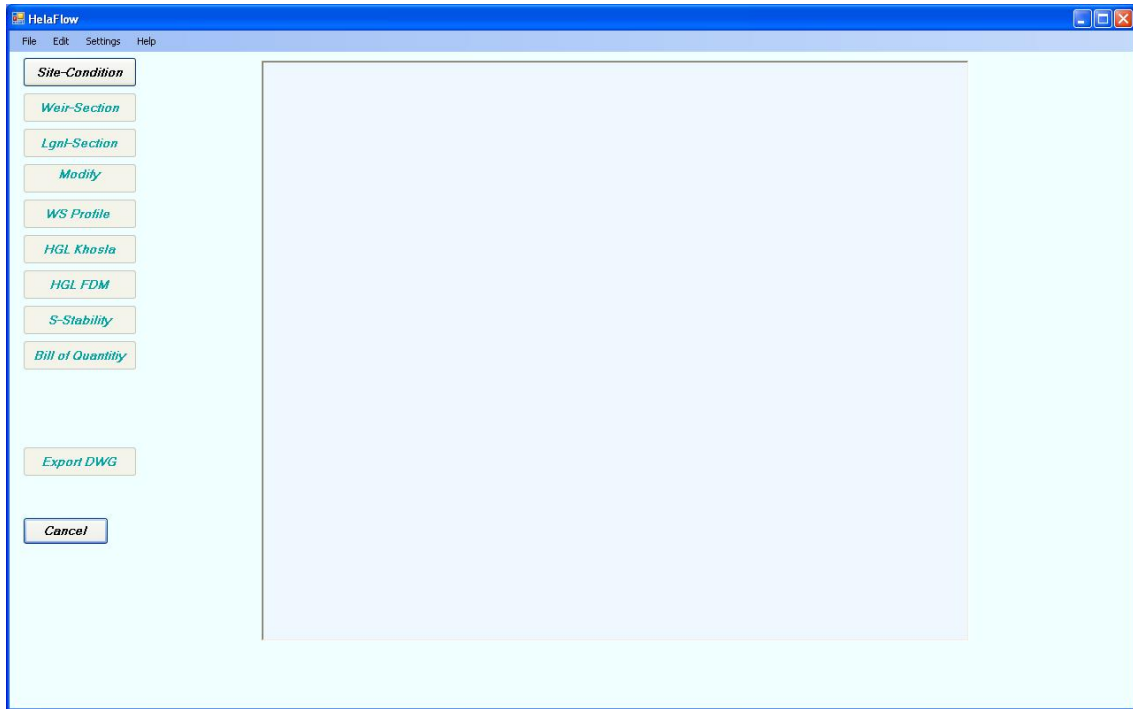 HelaFlow
File Edit Settings Help
Site-Condition
Weir-Section
Lgnl-Section
Modify
WS Profile
HGL Khosla
HGL FDM
S-Stability
Bill of Quantitiy
Export DWG
Cancel